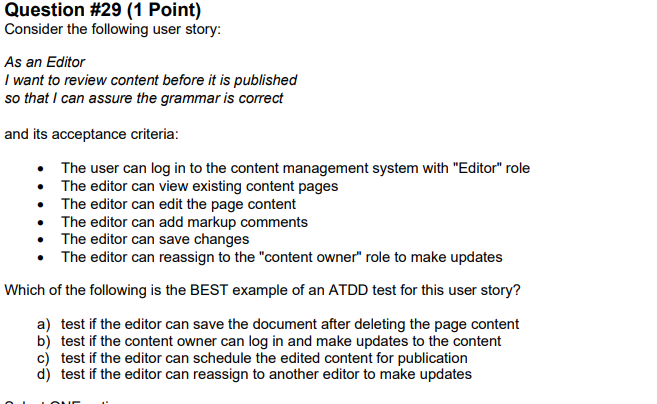 Question #29 (1 Point)
Consider the following user story:
As an Editor
I want to review content before it is published
so that I can assure the grammar is correct
and its acceptance criteria:
• The user can log in to the content management system with "Editor" role
• The editor can view existing content pages
• The editor can edit the page content
• The editor can add markup comments
• The editor can save changes
• The editor can reassign to the "content owner" role to make updates
Which of the following is the BEST example of an ATDD test for this user story?
a) test if the editor can save the document after deleting the page content
b) test if the content owner can log in and make updates to the content
c) test if the editor can schedule the edited content for publication
d) test if the editor can reassign to another editor to make updates